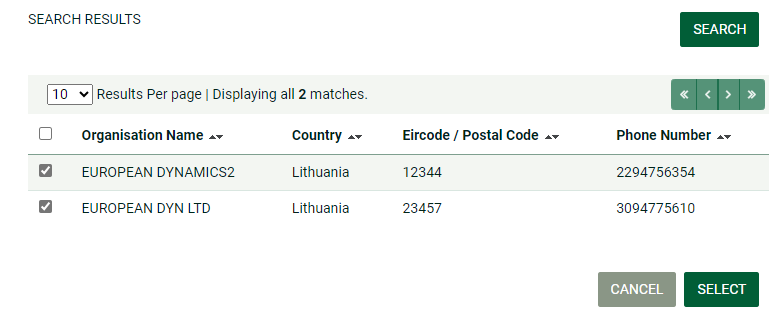 SEARCH RESULTS
SEARCH
10 Results Per page | Displaying all 2 matches.
« ‹ › »
Organisation Name Country Eircode / Postal Code Phone Number
EUROPEAN DYNAMICS2 Lithuania 12344 2294756354
EUROPEAN DYN LTD Lithuania 23457 3094775610
CANCEL SELECT